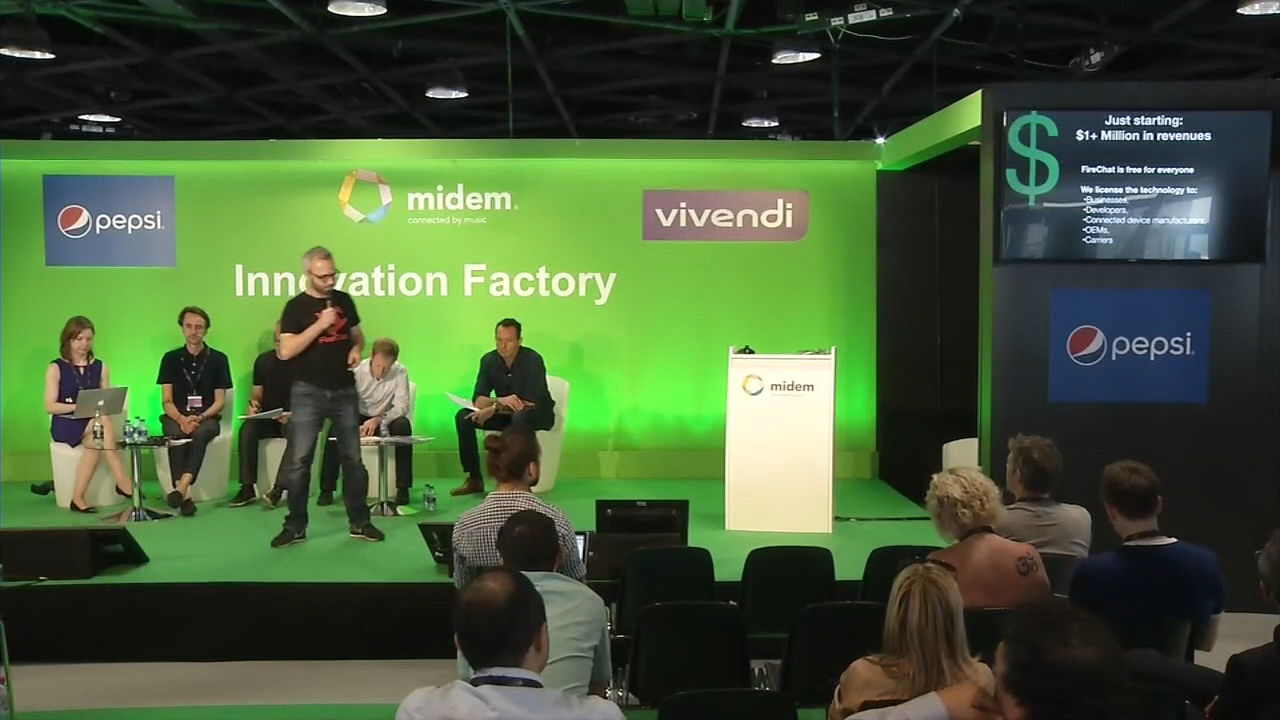 pepsi
midem
connected by music
vivendi
Innovation Factory
midem
$
Just starting:
$1+ Million in revenues
FireChat is free for everyone
We license the technology to:
•Businesses,
•Developers,
•Connected device manufacturers,
•OEMs,
•Carriers
pepsi